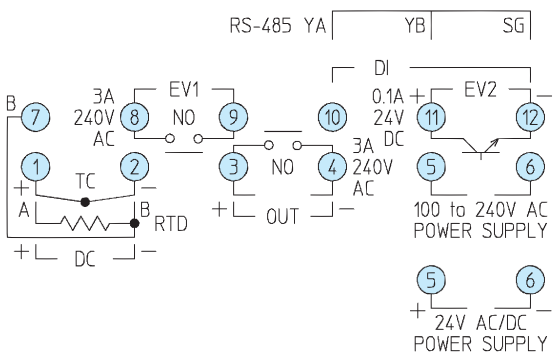 RS-485 YA YB SG
DI
EV1 EV2
B 7 3A 240V AC 8 NO 9 10 0.1A 24V DC + 11 12 −
1 2 3 NO 4 3A 240V AC 5 6
+ TC − + OUT −
A B RTD
+ DC −
100 to 240V AC
POWER SUPPLY
5 6
+ 24V AC/DC −
POWER SUPPLY